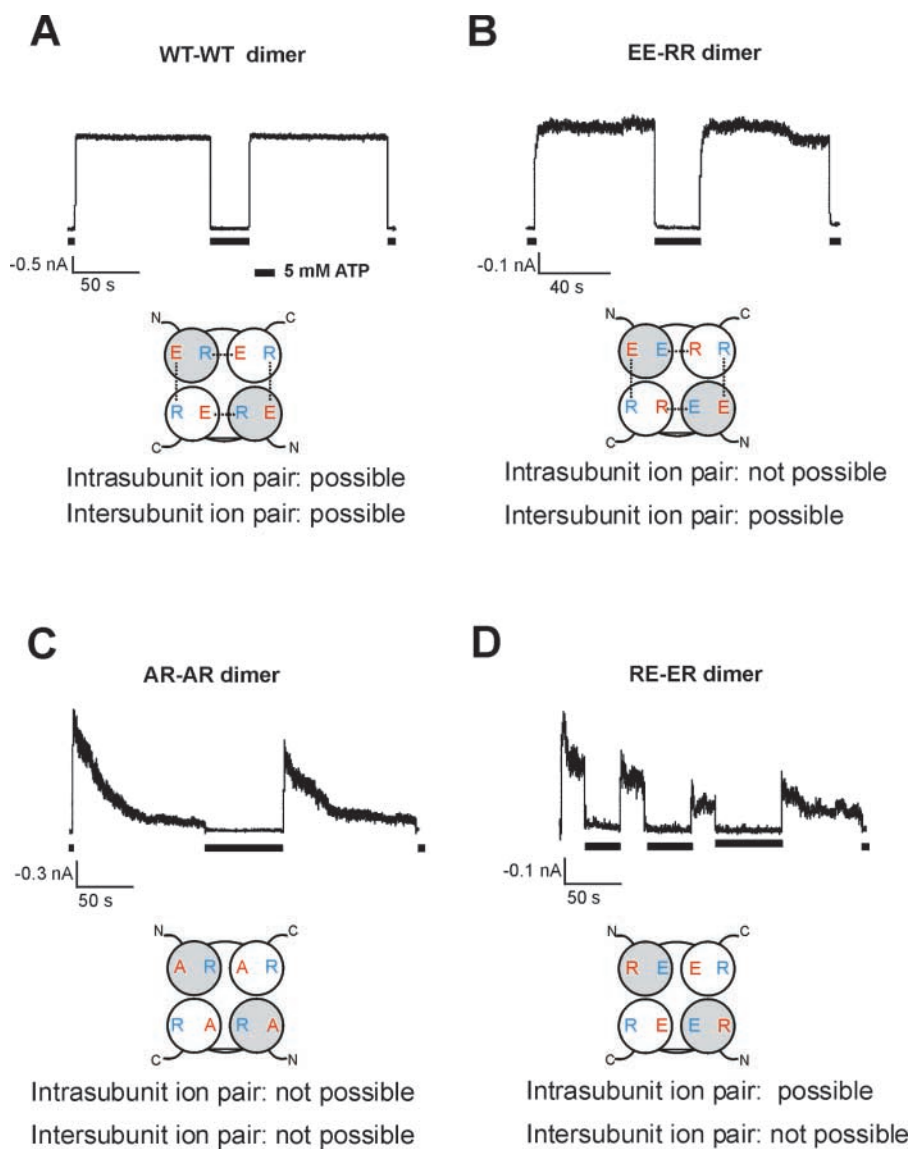 A
WT-WT dimer
-0.5 nA
50 s
5 mM ATP
N
C
E R E R
R E R E
C
N
Intrasubunit ion pair: possible
Intersubunit ion pair: possible
B
EE-RR dimer
-0.1 nA
40 s
N
C
E E R R
R R E E
C
N
Intrasubunit ion pair: not possible
Intersubunit ion pair: possible
C
AR-AR dimer
-0.3 nA
50 s
N
C
A R A R
R A R A
C
N
Intrasubunit ion pair: not possible
Intersubunit ion pair: not possible
D
RE-ER dimer
-0.1 nA
50 s
N
C
R E E R
R E E R
C
N
Intrasubunit ion pair: possible
Intersubunit ion pair: not possible